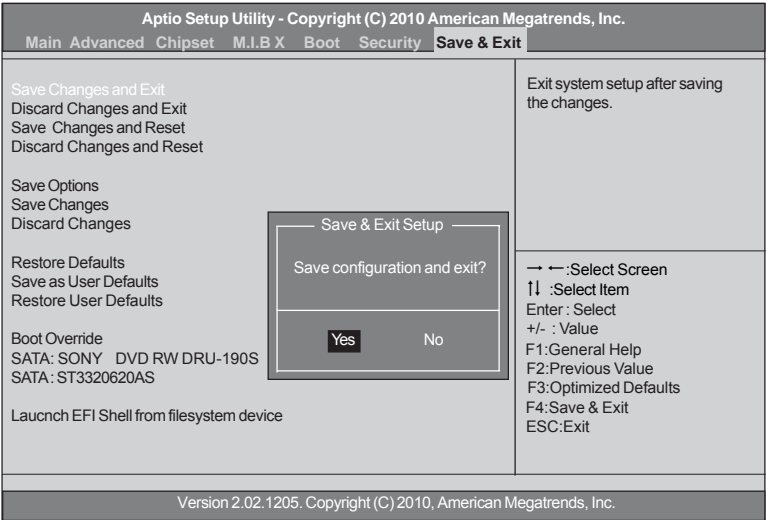 Aptio Setup Utility - Copyright (C) 2010 American Megatrends, Inc.
Main Advanced Chipset M.I.B X Boot Security Save & Exit
Save Changes and Exit
Discard Changes and Exit
Save Changes and Reset
Discard Changes and Reset
Save Options
Save Changes
Discard Changes
Restore Defaults
Save as User Defaults
Restore User Defaults
Boot Override
SATA: SONY DVD RW DRU-190S
SATA: ST3320620AS
Laucnch EFI Shell from filesystem device
Save & Exit Setup
Save configuration and exit?
Yes No
Exit system setup after saving
the changes.
→ ←:Select Screen
↑↓ :Select Item
Enter : Select
+/- : Value
F1:General Help
F2:Previous Value
F3:Optimized Defaults
F4:Save & Exit
ESC:Exit
Version 2.02.1205. Copyright (C) 2010, American Megatrends, Inc.